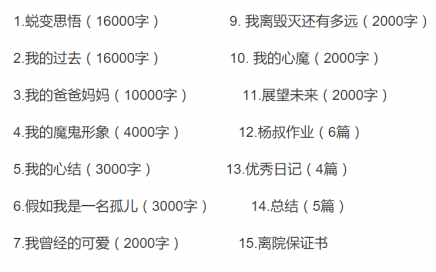 1.蜕变思悟（16000字）
2.我的过去（16000字）
3.我的爸爸妈妈（10000字）
4.我的魔鬼形象（4000字）
5.我的心结（3000字）
6.假如我是一名孤儿（3000字）
7.我曾经的可爱（2000字）
9. 我离毁灭还有多远（2000字）
10. 我的心魔（2000字）
11.展望未来（2000字）
12.杨叔作业（6篇）
13.优秀日记（4篇）
14.总结（5篇）
15.离院保证书